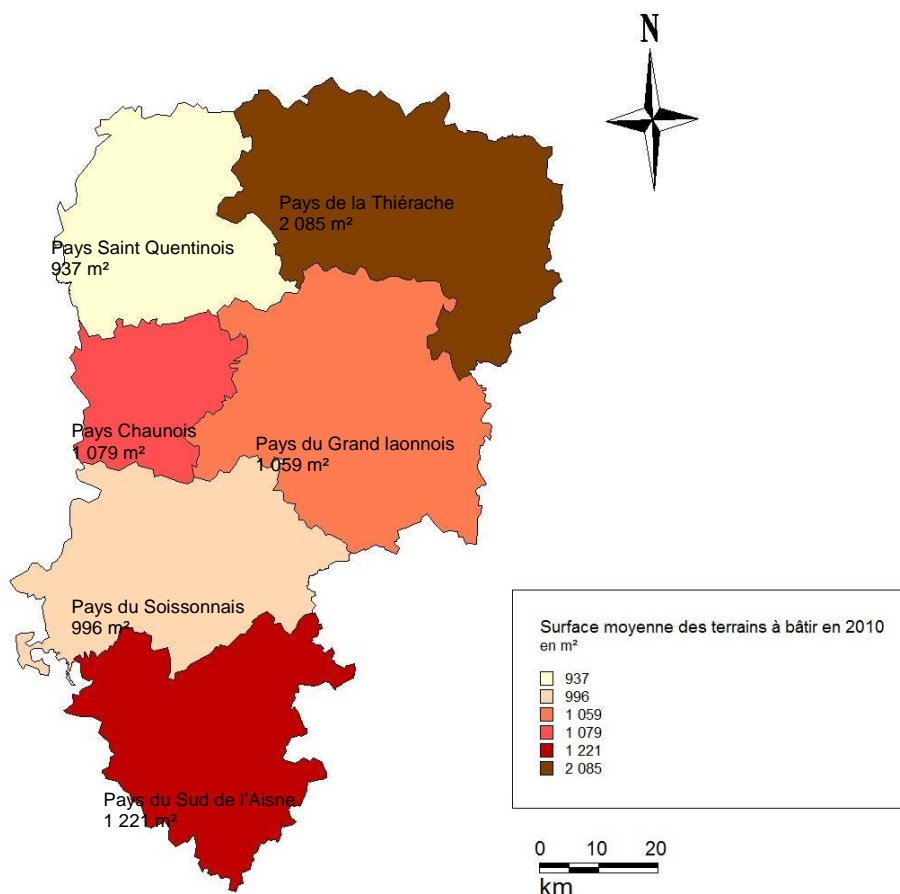 N
Pays de la Thiérache
2 085 m²
Pays Saint Quentinois
937 m²
Pays Chaunois
1 079 m²
Pays du Grand laonnois
1 059 m²
Pays du Soissonnais
996 m²
Pays du Sud de l'Aisne
1 221 m²
Surface moyenne des terrains à bâtir en 2010
en m²
937
996
1 059
1 079
1 221
2 085
0 10 20
km